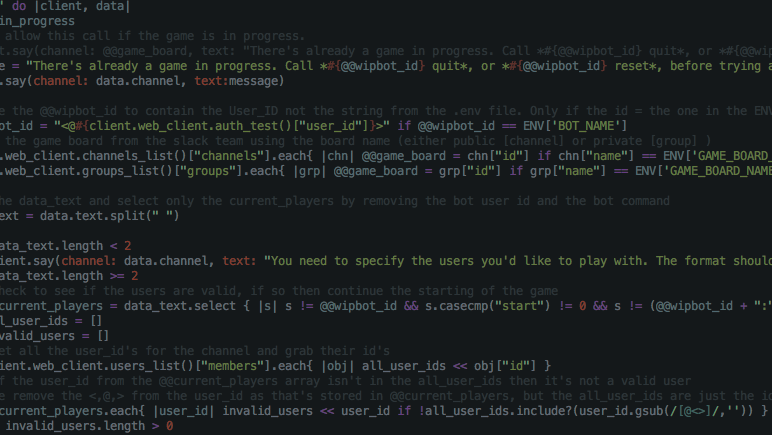 ' do |client, data|
in_progress
allow this call if the game is in progress.
t.say(channel: @@game_board, text: "There's already a game in progress. Call *#{@@wipbot_id} quit*, or *#{@@wip
e = "There's already a game in progress. Call *#{@@wipbot_id} quit*, or *#{@@wipbot_id} reset*, before trying a
.say(channel: data.channel, text:message)
e the @@wipbot_id to contain the User_ID not the string from the .env file. Only if the id = the one in the ENV
bot_id = "<@#{client.web_client.auth_test()["user_id"]}>" if @@wipbot_id == ENV['BOT_NAME']
the game board from the slack team using the board name (either public [channel] or private [group] )
.web_client.channels_list()["channels"].each{ |chn| @@game_board = chn["id"] if chn["name"] == ENV['GAME_BOARD_
.web_client.groups_list()["groups"].each{ |grp| @@game_board = grp["id"] if grp["name"] == ENV['GAME_BOARD_NAME
he data_text and select only the current_players by removing the bot user id and the bot command
ext = data.text.split(" ")
ata_text.length < 2
ient.say(channel: data.channel, text: "You need to specify the users you'd like to play with. The format shoul
ata_text.length >= 2
heck to see if the users are valid, if so then continue the starting of the game
current_players = data_text.select { |s| s != @@wipbot_id && s.casecmp("start") != 0 && s != (@@wipbot_id + ":"
l_user_ids = []
valid_users = []
et all the user_id's for the channel and grab their id's
ient.web_client.users_list()["members"].each{ |obj| all_user_ids << obj["id"] }
f the user_id from the @@current_players array isn't in the all_user_ids then it's not a valid user
e remove the <,@,> from the user_id as that's stored in @@current_players, but the all_user_ids are just the id
current_players.each{ |user_id| invalid_users << user_id if !all_user_ids.include?(user_id.gsub(/[@<>]/,'')) }
invalid_users.length > 0